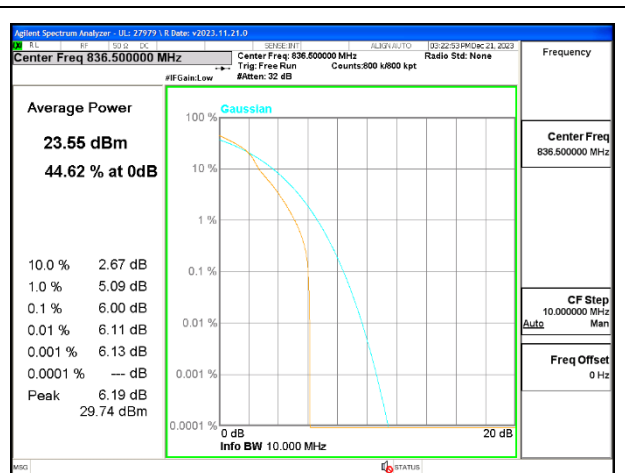 Agilent Spectrum Analyzer - UL: 27979 \ R Date: v2023.11.21.0
RL RF 50 Ω DC SENSE:INT ALIGN AUTO 03:22:53 PM Dec 21, 2023
Center Freq 836.500000 MHz
Center Freq: 836.500000 MHz Radio Std: None
Trig: Free Run Counts:800 k/800 kpt
#IFGain:Low #Atten: 32 dB
Frequency
Average Power
23.55 dBm
44.62 % at 0dB
10.0 % 2.67 dB
1.0 % 5.09 dB
0.1 % 6.00 dB
0.01 % 6.11 dB
0.001 % 6.13 dB
0.0001 % --- dB
Peak 6.19 dB
29.74 dBm
Gaussian
100 %
10 %
1 %
0.1 %
0.01 %
0.001 %
0.0001 %
0 dB 20 dB
Info BW 10.000 MHz
Center Freq
836.500000 MHz
CF Step
10.000000 MHz
Auto Man
Freq Offset
0 Hz
MSG STATUS